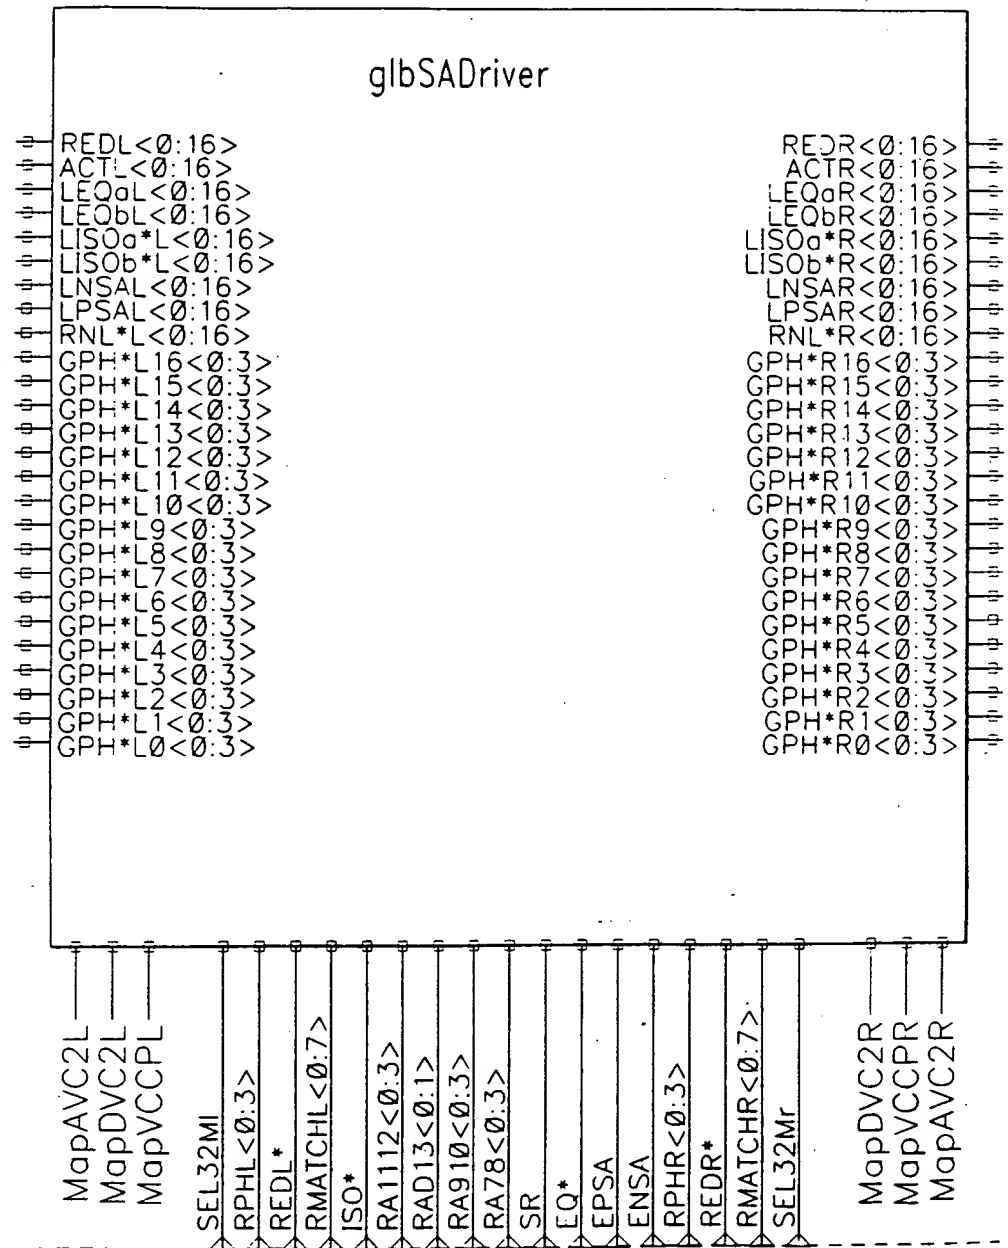 glbSADriver
REDL<0:16>
ACTL<0:16>
LEQaL<0:16>
LEQbL<0:16>
LISOa*L<0:16>
LISOb*L<0:16>
LNSAL<0:16>
LPSAL<0:16>
RNL*L<0:16>
GPH*L16<0:3>
GPH*L15<0:3>
GPH*L14<0:3>
GPH*L13<0:3>
GPH*L12<0:3>
GPH*L11<0:3>
GPH*L10<0:3>
GPH*L9<0:3>
GPH*L8<0:3>
GPH*L7<0:3>
GPH*L6<0:3>
GPH*L5<0:3>
GPH*L4<0:3>
GPH*L3<0:3>
GPH*L2<0:3>
GPH*L1<0:3>
GPH*L0<0:3>
REDR<0:16>
ACTR<0:16>
LEQaR<0:16>
LEQbR<0:16>
LISOa*R<0:16>
LISOb*R<0:16>
LNSAR<0:16>
LPSAR<0:16>
RNL*R<0:16>
GPH*R16<0:3>
GPH*R15<0:3>
GPH*R14<0:3>
GPH*R13<0:3>
GPH*R12<0:3>
GPH*R11<0:3>
GPH*R10<0:3>
GPH*R9<0:3>
GPH*R8<0:3>
GPH*R7<0:3>
GPH*R6<0:3>
GPH*R5<0:3>
GPH*R4<0:3>
GPH*R3<0:3>
GPH*R2<0:3>
GPH*R1<0:3>
GPH*R0<0:3>
MapAVC2L
MapDVC2L
MapVCCPL
SEL32Ml
RPHL<0:3>
REDL*
RMATCHL<0:7>
ISO*
RA1112<0:3>
RAD13<0:1>
RA910<0:3>
RA78<0:3>
SR
EQ*
EPSA
ENSA
RPHR<0:3>
REDR*
RMATCHR<0:7>
SEL32Mr
MapDVC2R
MapVCCPR
MapAVC2R